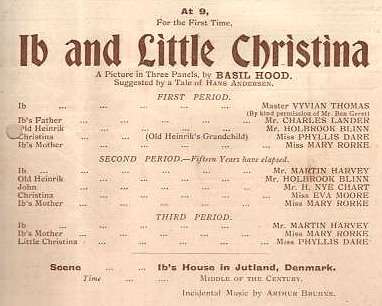 At 9,
For the First Time,
Ib and Little Christina
A Picture in Three Panels, by BASIL HOOD.
Suggested by a Tale of HANS ANDERSEN.
FIRST PERIOD.
Ib ... ... ... ... ... ... Master VYVIAN THOMAS
(By kind permission of Mr. Ben Greet)
Ib's Father ... ... ... ... ... Mr. CHARLES LANDER
Old Heinrik ... ... ... ... ... Mr. HOLBROOK BLINN
Christina ... ... (Old Heinrik's Grandchild) Miss PHYLLIS DARE
Ib's Mother ... ... ... ... ... Miss MARY RORKE
SECOND PERIOD.—Fifteen Years have elapsed.
Ib ... ... ... ... ... ... Mr. MARTIN HARVEY
Old Heinrik ... ... ... ... ... Mr. HOLBROOK BLINN
John ... ... ... ... ... Mr. H. NYE CHART
Christina ... ... ... ... ... Miss EVA MOORE
Ib's Mother ... ... ... ... ... Miss MARY RORKE
THIRD PERIOD.
Ib ... ... ... ... ... ... Mr. MARTIN HARVEY
Ib's Mother ... ... ... ... ... Miss MARY RORKE
Little Christina ... ... ... ... ... Miss PHYLLIS DARE
Scene ... ... Ib's House in Jutland, Denmark.
Time ... ... MIDDLE OF THE CENTURY.
Incidental Music by ARTHUR BRUHNS.